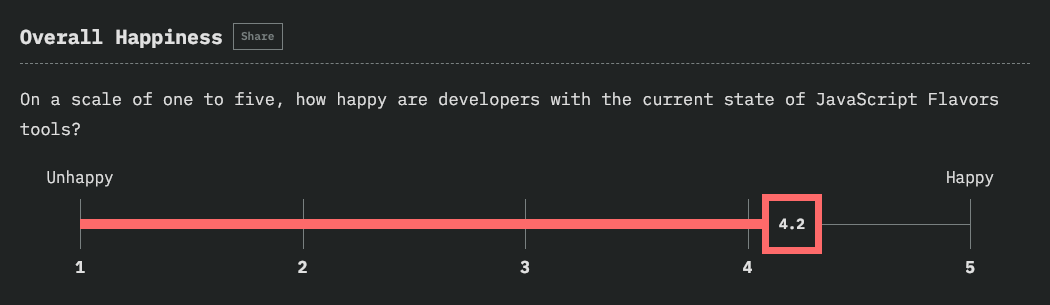 Overall Happiness Share
On a scale of one to five, how happy are developers with the current state of JavaScript Flavors
tools?
Unhappy Happy
4.2
1 2 3 4 5